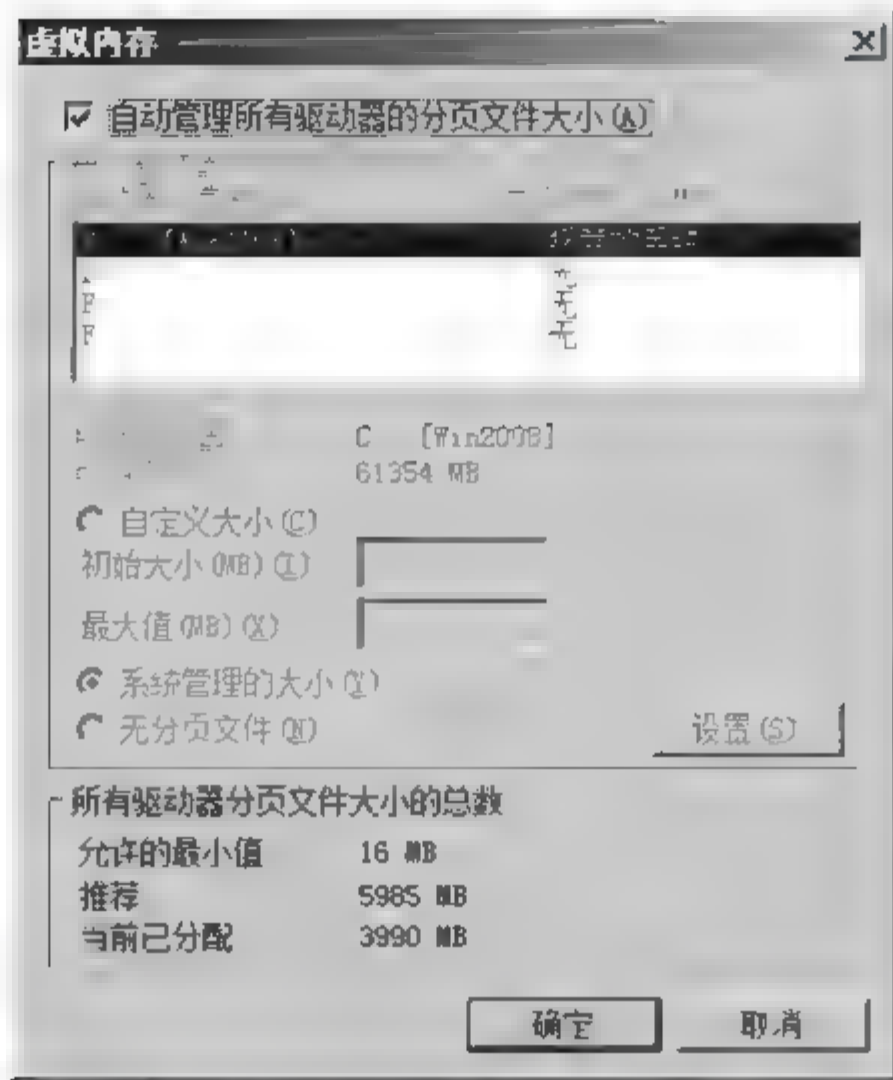 虚拟内存
自动管理所有驱动器的分页文件大小(A)
F
F
C [Win2008]
61354 MB
自定义大小(C)
初始大小(MB)(I)
最大值(MB)(X)
系统管理的大小(Y)
无分页文件(N)
设置(S)
所有驱动器分页文件大小的总数
允许的最小值 16 MB
推荐 5985 MB
当前已分配 3990 MB
确定 取消